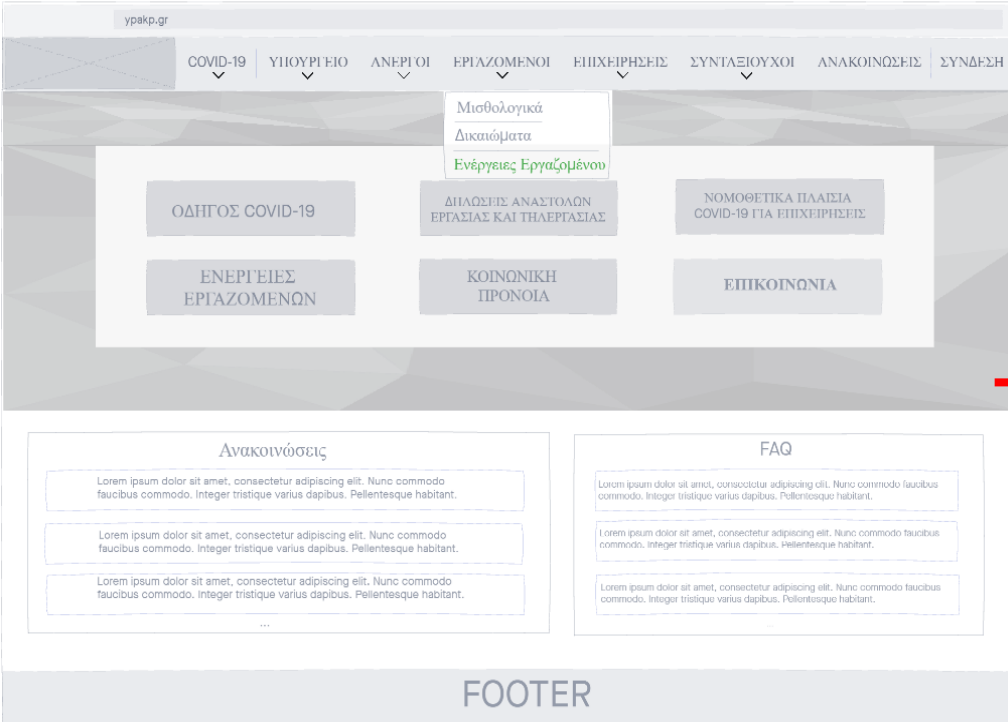 ypakp.gr
COVID-19 ΥΠΟΥΡΓΕΙΟ ΑΝΕΡΓΟΙ ΕΡΓΑΖΟΜΕΝΟΙ ΕΠΙΧΕΙΡΗΣΕΙΣ ΣΥΝΤΑΞΙΟΥΧΟΙ ΑΝΑΚΟΙΝΩΣΕΙΣ ΣΥΝΔΕΣΗ
Μισθολογικά
Δικαιώματα
Ενέργειες Εργαζομένου
ΟΔΗΓΟΣ COVID-19
ΔΗΛΩΣΕΙΣ ΑΝΑΣΤΟΛΩΝ
ΕΡΓΑΣΙΑΣ ΚΑΙ ΤΗΛΕΡΓΑΣΙΑΣ
ΝΟΜΟΘΕΤΙΚΑ ΠΛΑΙΣΙΑ
COVID-19 ΓΙΑ ΕΠΙΧΕΙΡΗΣΕΙΣ
ΕΝΕΡΓΕΙΕΣ
ΕΡΓΑΖΟΜΕΝΩΝ
ΚΟΙΝΩΝΙΚΗ
ΠΡΟΝΟΙΑ
ΕΠΙΚΟΙΝΩΝΙΑ
Ανακοινώσεις
Lorem ipsum dolor sit amet, consectetur adipiscing elit. Nunc commodo
faucibus commodo. Integer tristique varius dapibus. Pellentesque habitant.
Lorem ipsum dolor sit amet, consectetur adipiscing elit. Nunc commodo
faucibus commodo. Integer tristique varius dapibus. Pellentesque habitant.
Lorem ipsum dolor sit amet, consectetur adipiscing elit. Nunc commodo
faucibus commodo. Integer tristique varius dapibus. Pellentesque habitant.
...
FAQ
Lorem ipsum dolor sit amet, consectetur adipiscing elit. Nunc commodo faucibus
commodo. Integer tristique varius dapibus. Pellentesque habitant.
Lorem ipsum dolor sit amet, consectetur adipiscing elit. Nunc commodo faucibus
commodo. Integer tristique varius dapibus. Pellentesque habitant.
Lorem ipsum dolor sit amet, consectetur adipiscing elit. Nunc commodo faucibus
commodo. Integer tristique varius dapibus. Pellentesque habitant.
...
FOOTER